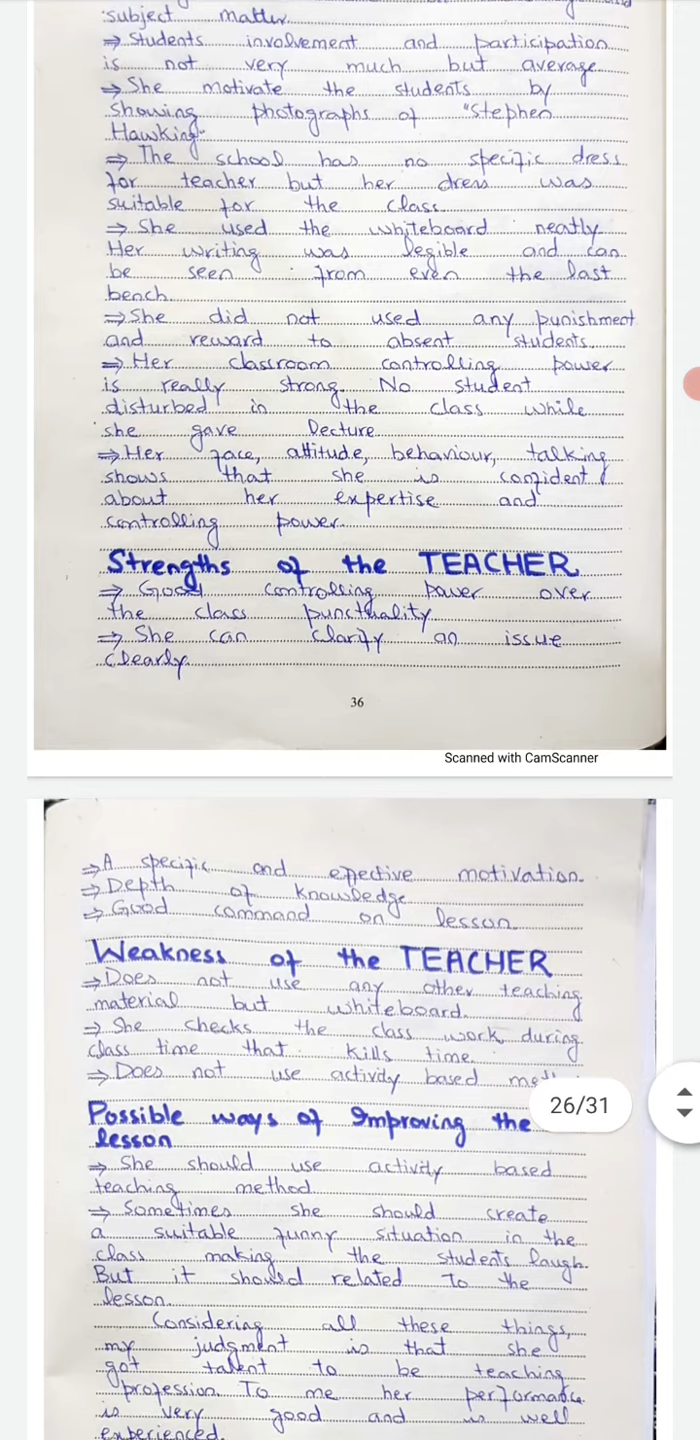 subject matter
⇒ Students involvement and participation
is not very much but average
⇒ She motivate the students by
showing photographs of "Stephen
Hawking"
⇒ The school has no specific dress
for teacher but her dress was
suitable for the class
⇒ She used the whiteboard neatly
Her writing was legible and can
be seen from even the last
bench
⇒ She did not used any punishment
and reward to absent students.
⇒ Her classroom controlling power
is really strong. No student
disturbed in the class while
she gave lecture
⇒ Her face, attitude, behaviour, talking
shows that she is confident
about her expertise and
controlling power.
Strengths of the TEACHER
⇒ Good controlling power over
the class punctuality
⇒ She can clarify an issue
clearly
36
Scanned with CamScanner
⇒ A specific and effective motivation.
⇒ Depth of knowledge
⇒ Good command on lesson
Weakness of the TEACHER
⇒ Does not use any other teaching
material but whiteboard.
⇒ She checks the class work during
class time that kills time.
⇒ Does not use activity based
26/31
Possible ways of Improving the
lesson
⇒ She should use activity based
teaching method
⇒ Sometimes she should create
a suitable funny situation in the
class making the students laugh.
But it should related to the
lesson.
Considering all these things,
my judgment is that she
got talent to be teaching
profession. To me her performance
is very good and is well
experienced.